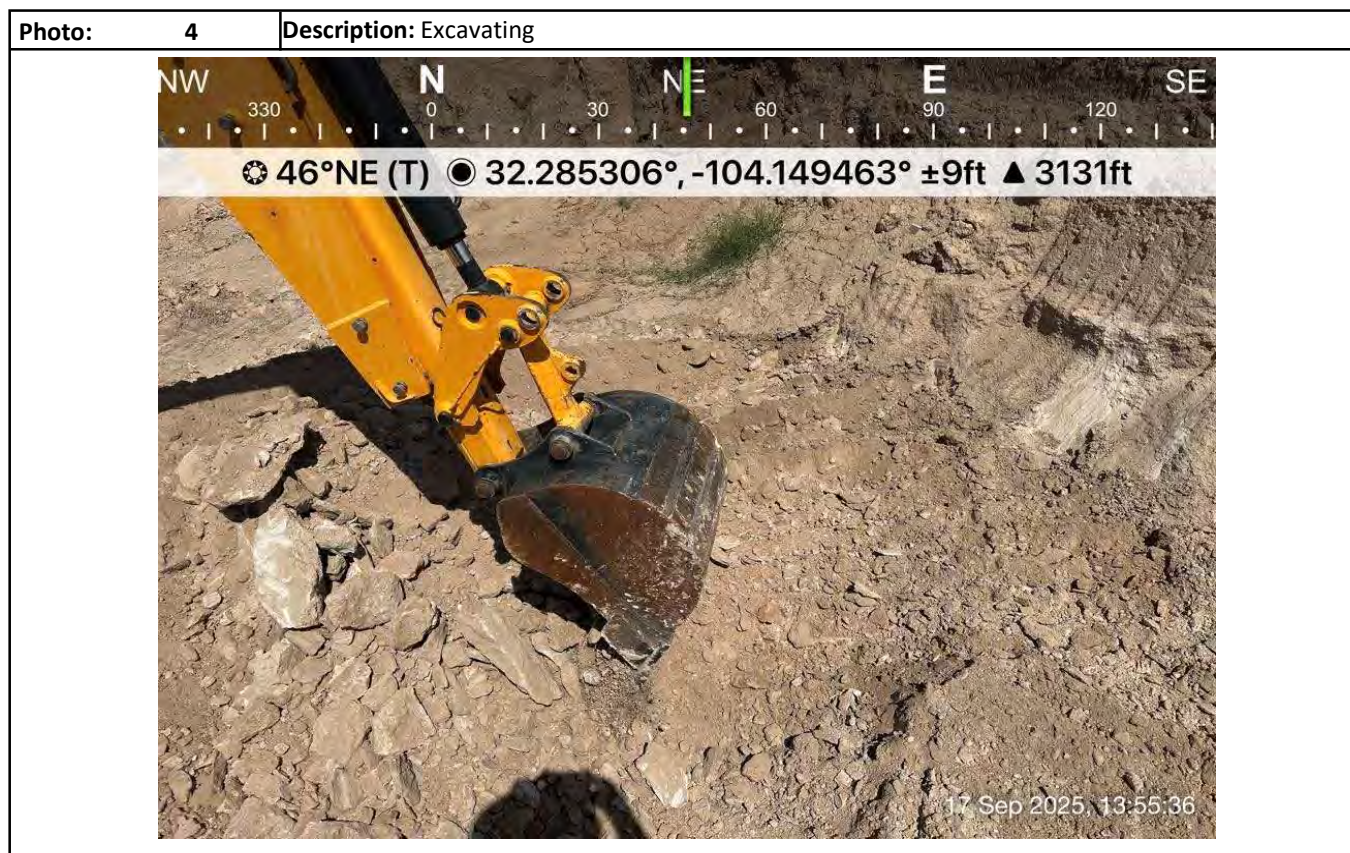 Photo: 4 Description: Excavating
NW N NE E SE
330 0 30 60 90 120
46°NE (T) 32.285306°, -104.149463° ±9ft ▲ 3131ft
17 Sep 2025, 13:55:36